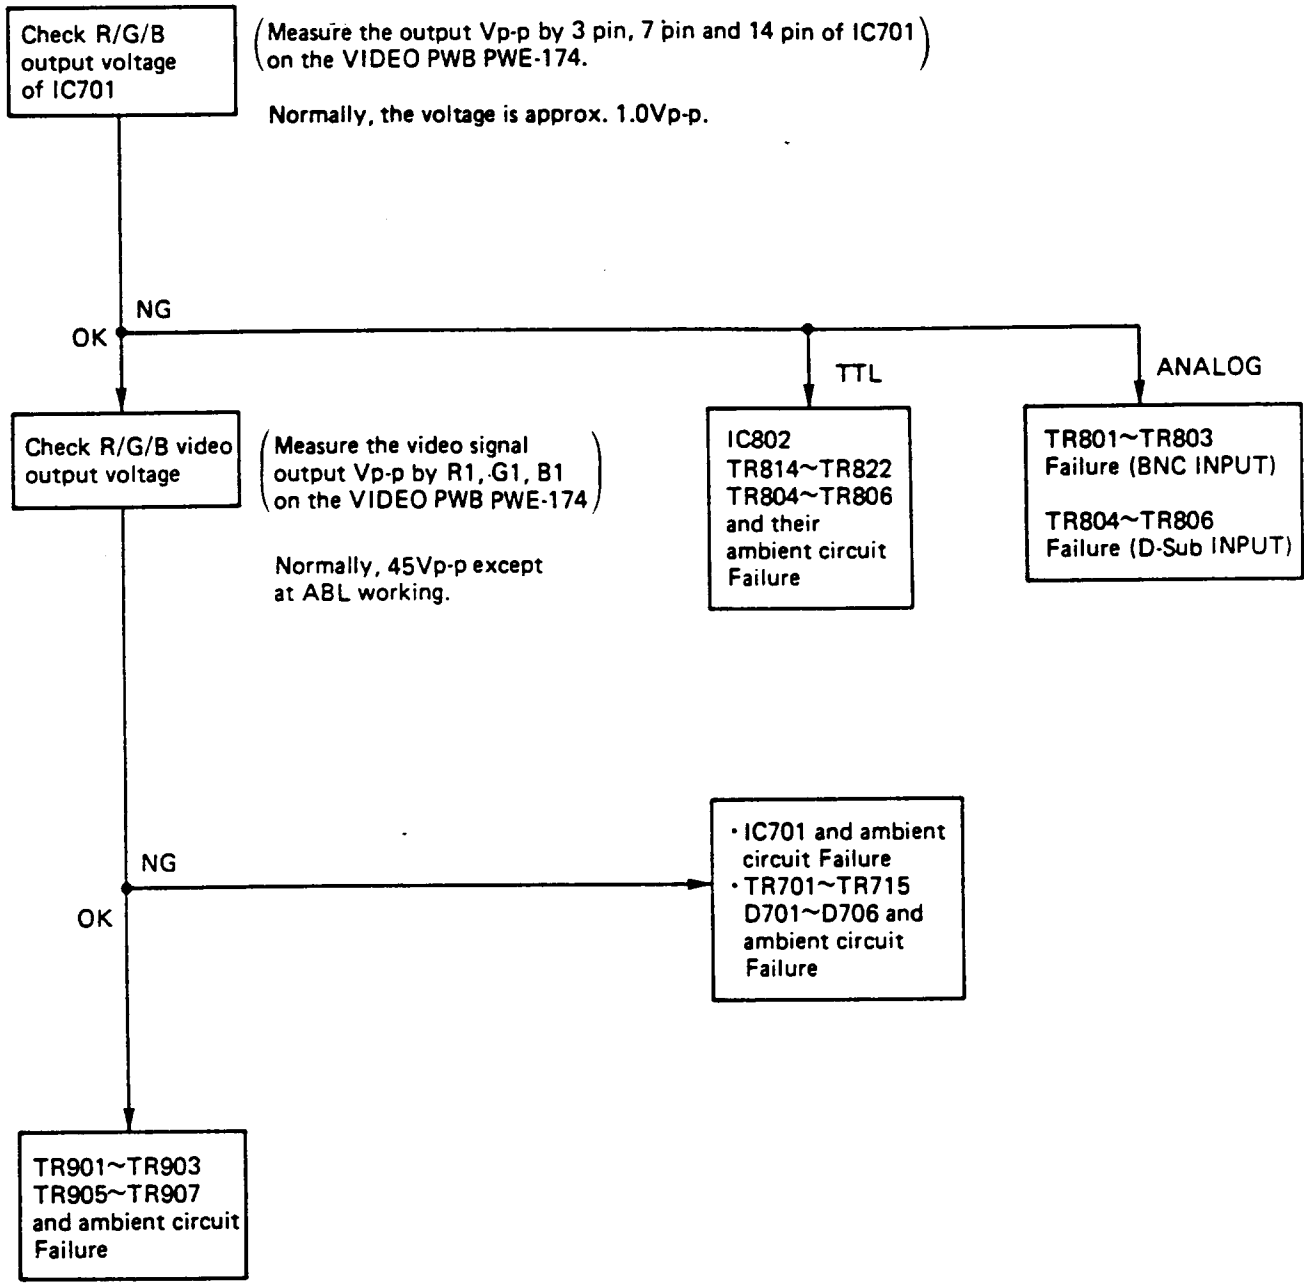 Check R/G/B
output voltage
of IC701
(Measure the output Vp-p by 3 pin, 7 pin and 14 pin of IC701
on the VIDEO PWB PWE-174.)
Normally, the voltage is approx. 1.0Vp-p.
NG
OK
TTL
ANALOG
Check R/G/B video
output voltage
(Measure the video signal
output Vp-p by R1, G1, B1
on the VIDEO PWB PWE-174)
Normally, 45Vp-p except
at ABL working.
IC802
TR814~TR822
TR804~TR806
and their
ambient circuit
Failure
TR801~TR803
Failure (BNC INPUT)
TR804~TR806
Failure (D-Sub INPUT)
NG
OK
· IC701 and ambient
circuit Failure
· TR701~TR715
D701~D706 and
ambient circuit
Failure
TR901~TR903
TR905~TR907
and ambient circuit
Failure